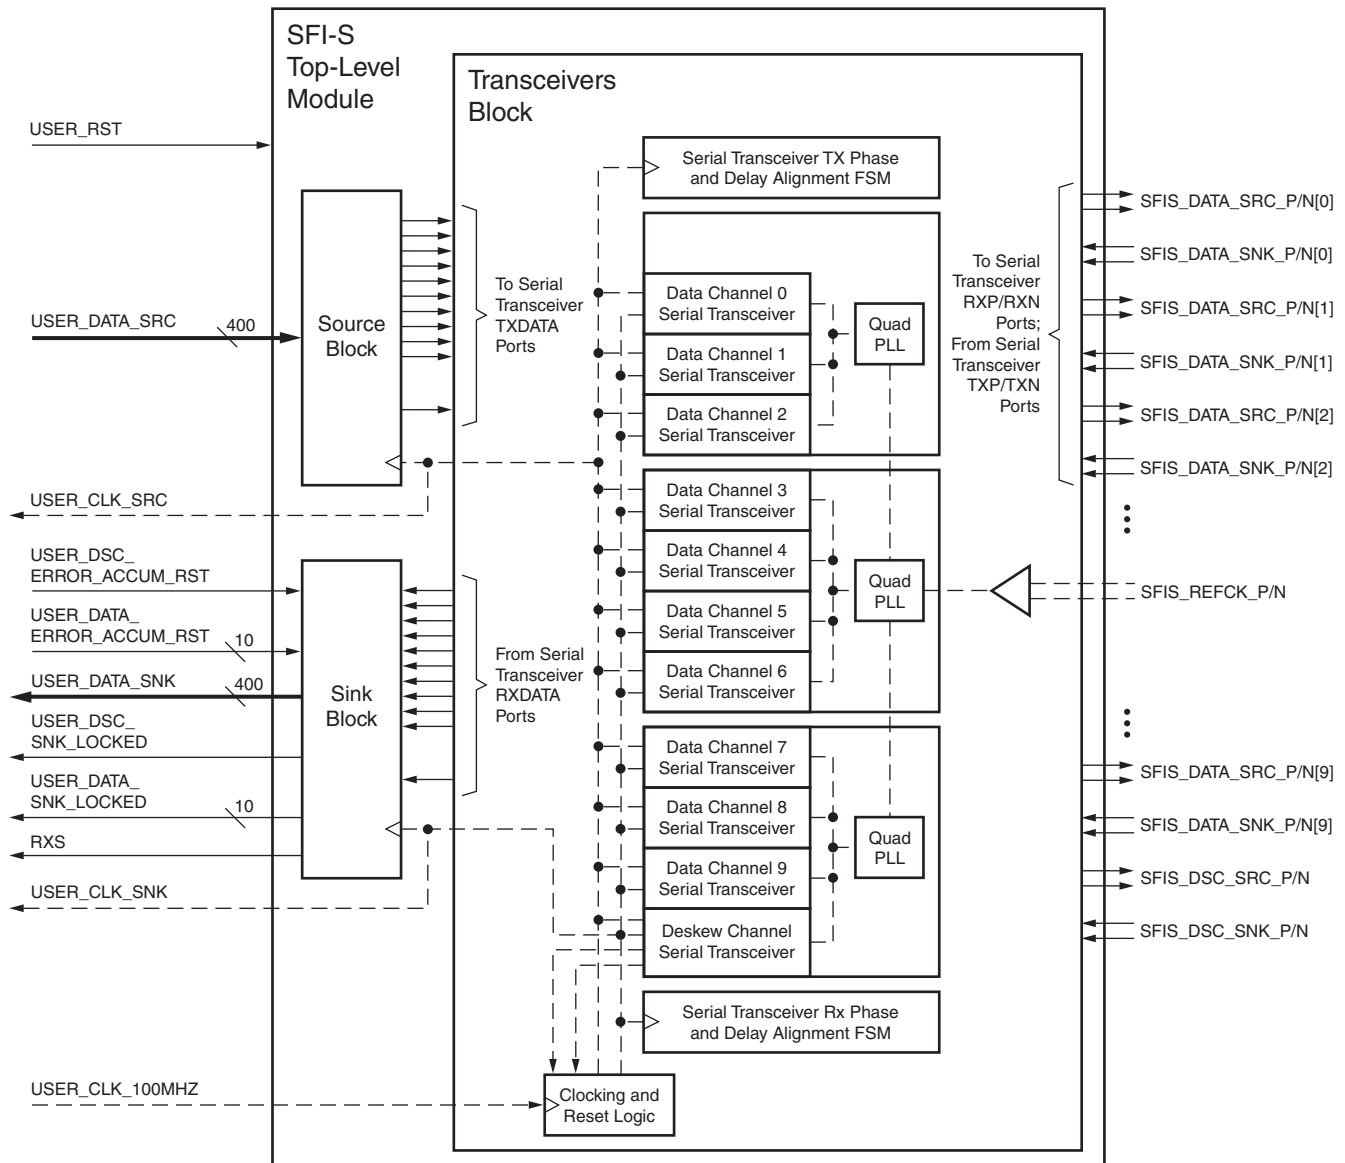 SFI-S
Top-Level
Module
Transceivers
Block
USER_RST
USER_DATA_SRC
400
Source
Block
To Serial
Transceiver
TXDATA
Ports
USER_CLK_SRC
USER_DSC_
ERROR_ACCUM_RST
USER_DATA_
ERROR_ACCUM_RST
10
USER_DATA_SNK
400
USER_DSC_
SNK_LOCKED
USER_DATA_
SNK_LOCKED
10
RXS
USER_CLK_SNK
Sink
Block
From Serial
Transceiver
RXDATA
Ports
USER_CLK_100MHZ
Clocking and
Reset Logic
Serial Transceiver TX Phase
and Delay Alignment FSM
Data Channel 0
Serial Transceiver
Data Channel 1
Serial Transceiver
Data Channel 2
Serial Transceiver
Quad
PLL
Data Channel 3
Serial Transceiver
Data Channel 4
Serial Transceiver
Data Channel 5
Serial Transceiver
Data Channel 6
Serial Transceiver
Quad
PLL
Data Channel 7
Serial Transceiver
Data Channel 8
Serial Transceiver
Data Channel 9
Serial Transceiver
Deskew Channel
Serial Transceiver
Quad
PLL
Serial Transceiver Rx Phase
and Delay Alignment FSM
To Serial
Transceiver
RXP/RXN
Ports;
From Serial
Transceiver
TXP/TXN
Ports
SFIS_DATA_SRC_P/N[0]
SFIS_DATA_SNK_P/N[0]
SFIS_DATA_SRC_P/N[1]
SFIS_DATA_SNK_P/N[1]
SFIS_DATA_SRC_P/N[2]
SFIS_DATA_SNK_P/N[2]
SFIS_REFCK_P/N
SFIS_DATA_SRC_P/N[9]
SFIS_DATA_SNK_P/N[9]
SFIS_DSC_SRC_P/N
SFIS_DSC_SNK_P/N